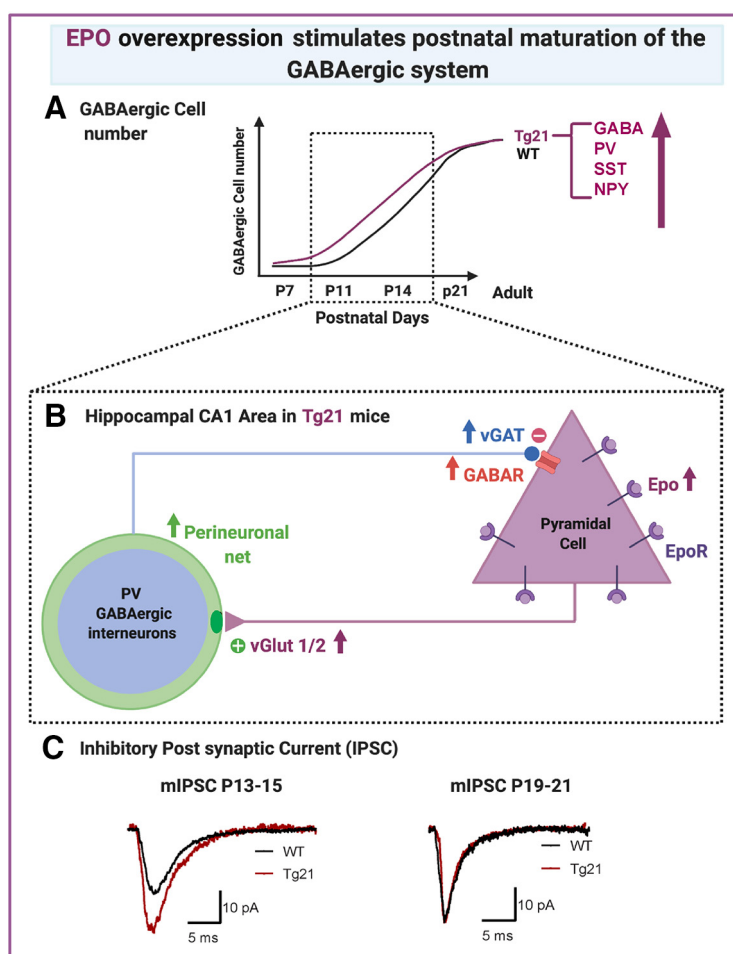 EPO overexpression stimulates postnatal maturation of the
GABAergic system
A GABAergic Cell
number
GABAergic Cell number
Tg21
WT
GABA
PV
SST
NPY
P7 P11 P14 p21 Adult
Postnatal Days
B Hippocampal CA1 Area in Tg21 mice
vGAT
GABAR
Epo
EpoR
Pyramidal
Cell
Perineuronal
net
PV
GABAergic
interneurons
vGlut 1/2
C Inhibitory Post synaptic Current (IPSC)
mIPSC P13-15
WT
Tg21
10 pA
5 ms
mIPSC P19-21
WT
Tg21
10 pA
5 ms